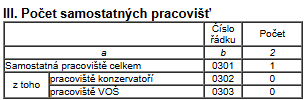 III. Počet samostatných pracovišť
Číslo řádku Počet
a b 2
Samostatná pracoviště celkem 0301 1
z toho pracoviště konzervatoří 0302 0
pracoviště VOŠ 0303 0